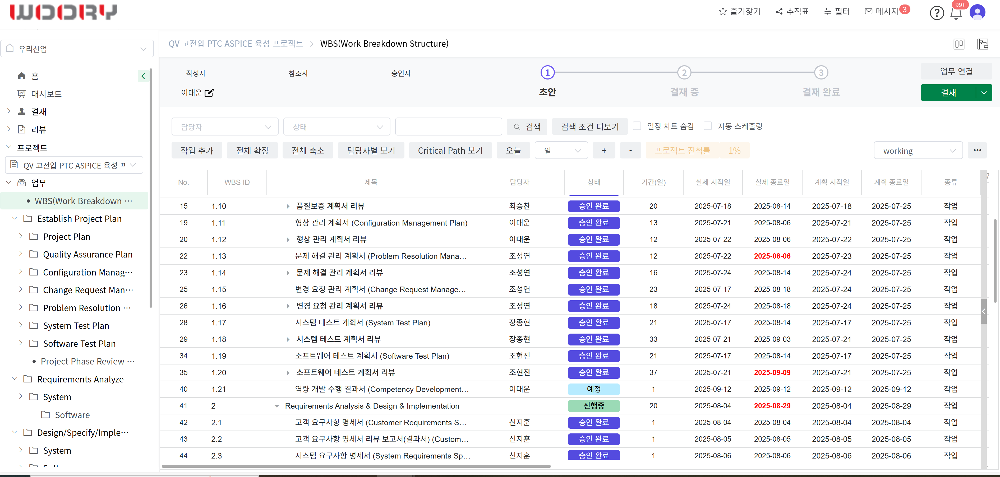 WOORY
즐겨찾기 추적표 필터 메시지 3 ? 99+
우리산업
QV 고전압 PTC ASPICE 육성 프로젝트 > WBS(Work Breakdown Structure)
홈
대시보드
결재
리뷰
프로젝트
QV 고전압 PTC ASPICE 육성 프
업무
WBS(Work Breakdown ···
Establish Project Plan
Project Plan
Quality Assurance Plan
Configuration Manag···
Change Request Man···
Problem Resolution ···
System Test Plan
Software Test Plan
Project Phase Review ···
Requirements Analyze
System
Software
Design/Specify/Imple···
System
작성자 참조자 승인자
이대운
1 2 3
초안 결재 중 결재 완료
업무 연결
결재
담당자 상태 검색 검색 조건 더보기 일정 차트 숨김 자동 스케줄링
작업 추가 전체 확장 전체 축소 담당자별 보기 Critical Path 보기 오늘 일 + - 프로젝트 진척률 1% working ···
No. WBS ID 제목 담당자 상태 기간(일) 실제 시작일 실제 종료일 계획 시작일 계획 종료일 종류 7
15 1.10 품질보증 계획서 리뷰 최승찬 승인 완료 20 2025-07-18 2025-08-14 2025-07-18 2025-07-25 작업
19 1.11 형상 관리 계획서 (Configuration Management Plan) 이대운 승인 완료 13 2025-07-21 2025-08-06 2025-07-21 2025-07-25 작업
20 1.12 형상 관리 계획서 리뷰 이대운 승인 완료 12 2025-07-22 2025-08-06 2025-07-22 2025-07-25 작업
22 1.13 문제 해결 관리 계획서 (Problem Resolution Mana… 조성연 승인 완료 12 2025-07-22 2025-08-06 2025-07-23 2025-07-25 작업
23 1.14 문제 해결 관리 계획서 리뷰 조성연 승인 완료 16 2025-07-24 2025-08-14 2025-07-24 2025-07-25 작업
25 1.15 변경 요청 관리 계획서 (Change Request Manage… 조성연 승인 완료 23 2025-07-17 2025-08-18 2025-07-24 2025-07-25 작업
26 1.16 변경 요청 관리 계획서 리뷰 조성연 승인 완료 18 2025-07-24 2025-08-18 2025-07-24 2025-07-25 작업
28 1.17 시스템 테스트 계획서 (System Test Plan) 장종현 승인 완료 21 2025-07-17 2025-08-14 2025-07-17 2025-07-25 작업
29 1.18 시스템 테스트 계획서 리뷰 장종현 승인 완료 33 2025-07-21 2025-09-03 2025-07-21 2025-07-25 작업
34 1.19 소프트웨어 테스트 계획서 (Software Test Plan) 조현진 승인 완료 21 2025-07-17 2025-08-14 2025-07-17 2025-07-25 작업
35 1.20 소프트웨어 테스트 계획서 리뷰 조현진 승인 완료 37 2025-07-21 2025-09-09 2025-07-21 2025-07-25 작업
40 1.21 역량 개발 수행 결과서 (Competency Development… 이대운 예정 1 2025-09-12 2025-09-12 2025-09-12 2025-09-12 작업
41 2 Requirements Analysis & Design & Implementation 진행중 20 2025-08-04 2025-08-29 2025-08-04 2025-08-29 작업
42 2.1 고객 요구사항 명세서 (Customer Requirements S… 신지훈 승인 완료 1 2025-08-04 2025-08-04 2025-08-04 2025-08-04 작업
43 2.2 고객 요구사항 명세서 리뷰 보고서(결과서) (Custom… 신지훈 승인 완료 1 2025-08-05 2025-08-05 2025-08-05 2025-08-05 작업
44 2.3 시스템 요구사항 명세서 (System Requirements Sp… 신지훈 승인 완료 1 2025-08-06 2025-08-06 2025-08-06 2025-08-06 작업